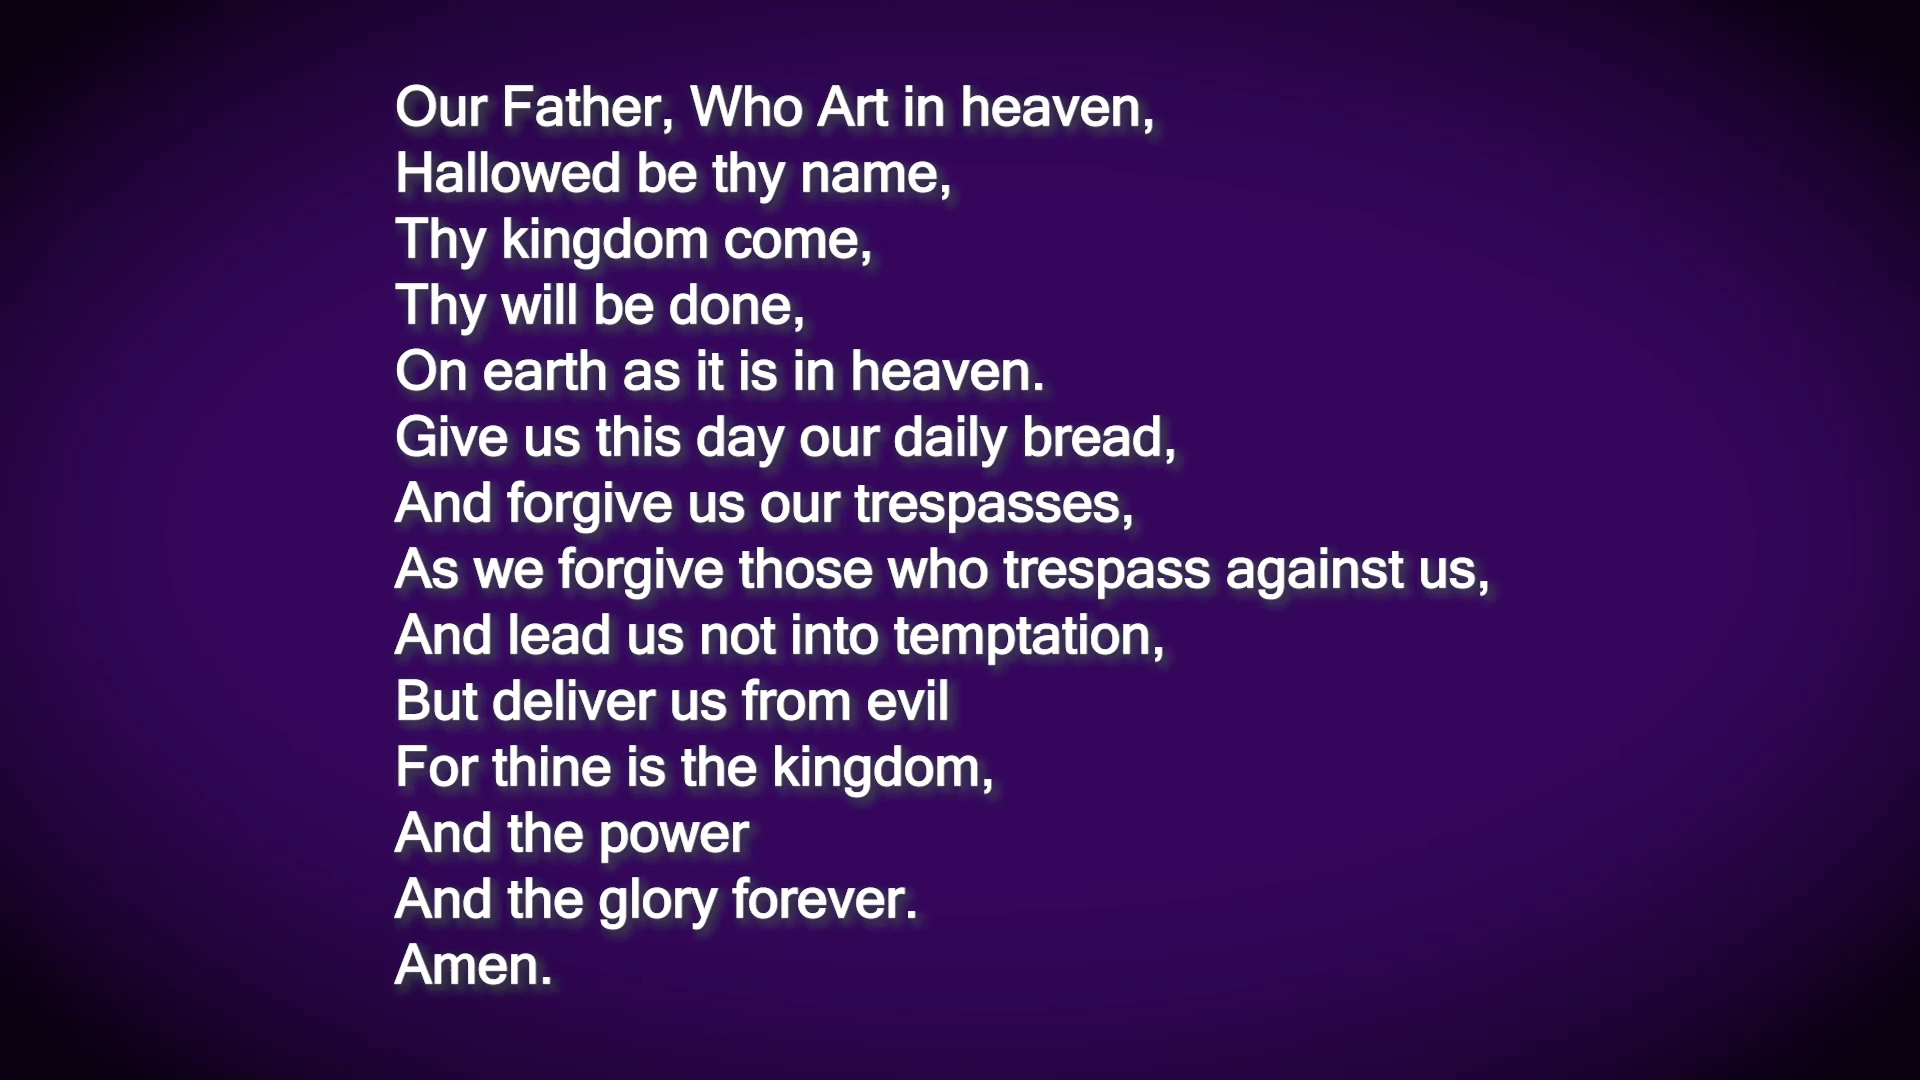 Our Father, Who Art in heaven,
Hallowed be thy name,
Thy kingdom come,
Thy will be done,
On earth as it is in heaven.
Give us this day our daily bread,
And forgive us our trespasses,
As we forgive those who trespass against us,
And lead us not into temptation,
But deliver us from evil
For thine is the kingdom,
And the power
And the glory forever.
Amen.